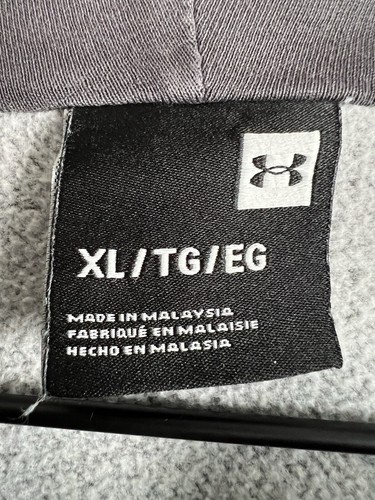 XL/TG/EG
MADE IN MALAYSIA
FABRIQUÉ EN MALAISIE
HECHO EN MALASIA